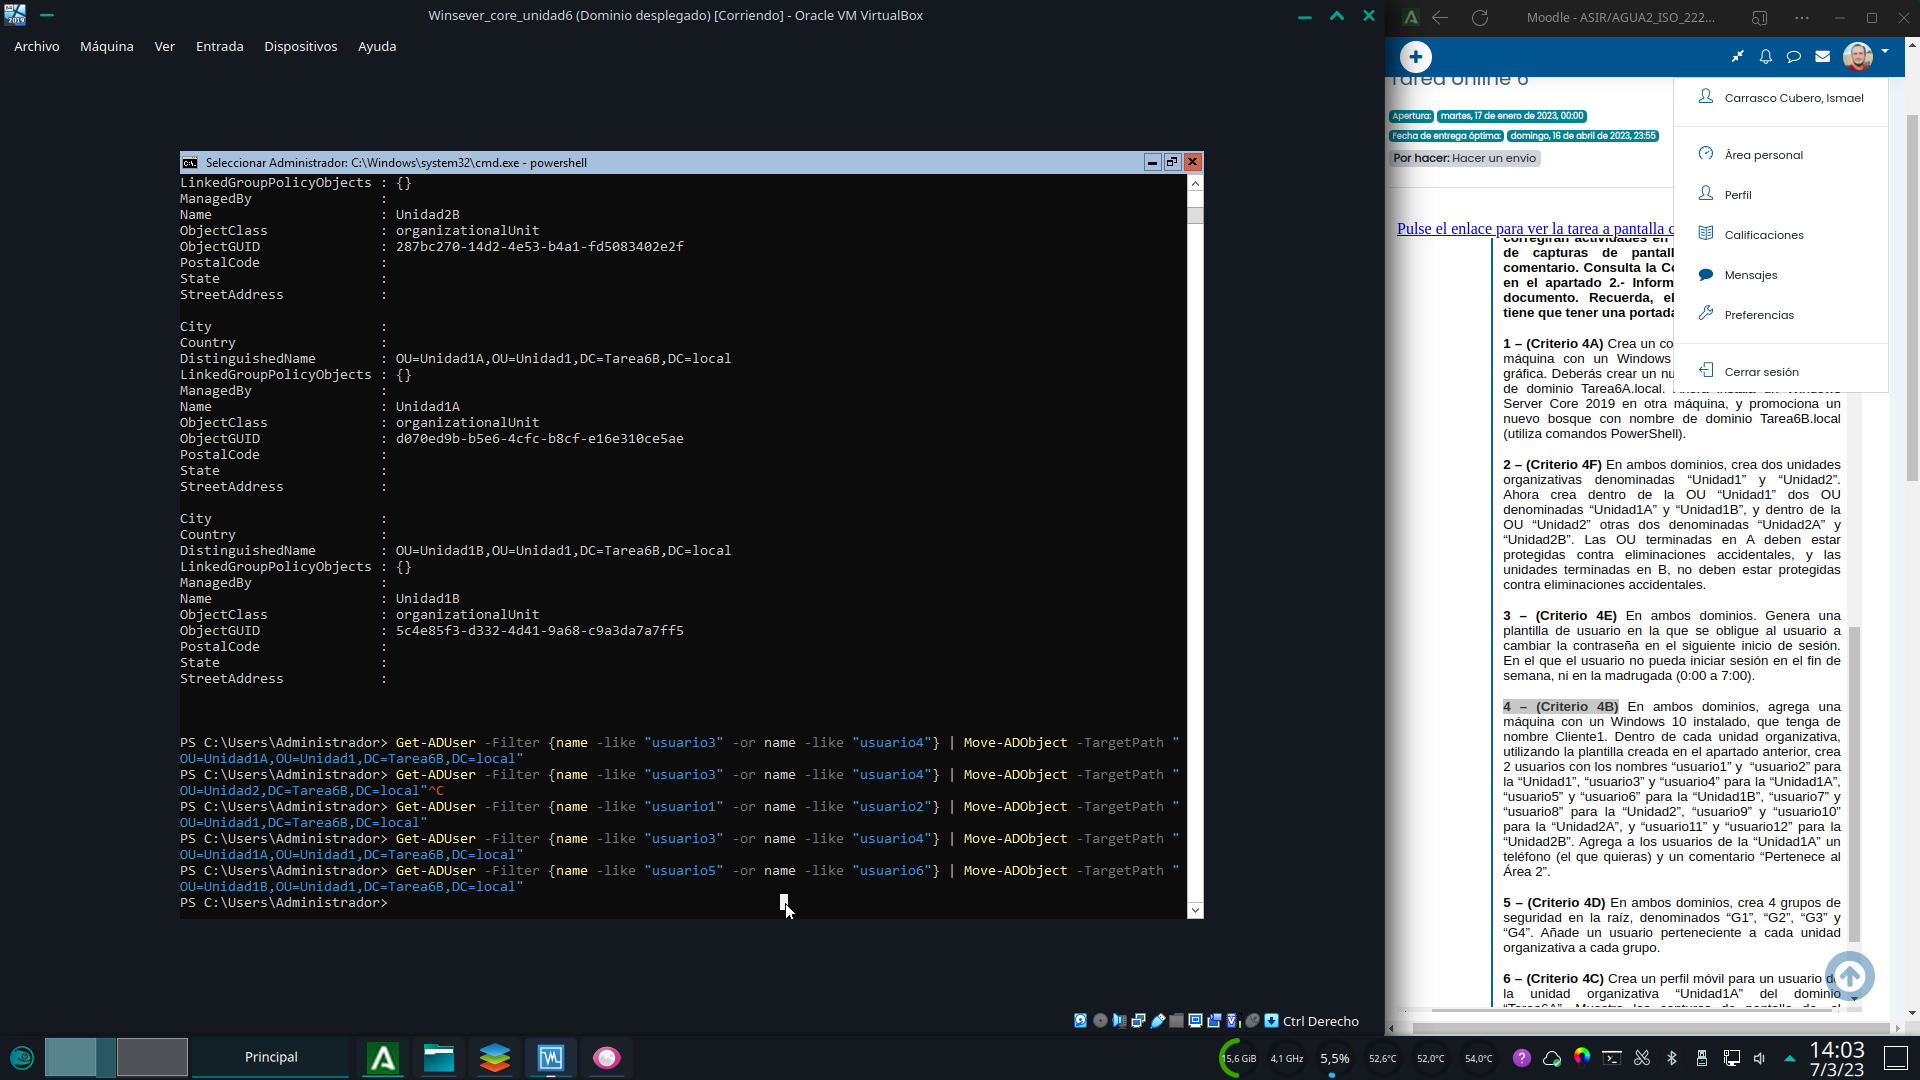 Winsever_core_unidad6 (Dominio desplegado) [Corriendo] - Oracle VM VirtualBox
Archivo Máquina Ver Entrada Dispositivos Ayuda
Seleccionar Administrador: C:\Windows\system32\cmd.exe - powershell
LinkedGroupPolicyObjects : {}
ManagedBy :
Name : Unidad2B
ObjectClass : organizationalUnit
ObjectGUID : 287bc270-14d2-4e53-b4a1-fd5083402e2f
PostalCode :
State :
StreetAddress :
City :
Country :
DistinguishedName : OU=Unidad1A,OU=Unidad1,DC=Tarea6B,DC=local
LinkedGroupPolicyObjects : {}
ManagedBy :
Name : Unidad1A
ObjectClass : organizationalUnit
ObjectGUID : d070ed9b-b5e6-4cfc-b8cf-e16e310ce5ae
PostalCode :
State :
StreetAddress :
City :
Country :
DistinguishedName : OU=Unidad1B,OU=Unidad1,DC=Tarea6B,DC=local
LinkedGroupPolicyObjects : {}
ManagedBy :
Name : Unidad1B
ObjectClass : organizationalUnit
ObjectGUID : 5c4e85f3-d332-4d41-9a68-c9a3da7a7ff5
PostalCode :
State :
StreetAddress :
PS C:\Users\Administrador> Get-ADUser -Filter {name -like "usuario3" -or name -like "usuario4"} | Move-ADObject -TargetPath "
OU=Unidad1A,OU=Unidad1,DC=Tarea6B,DC=local"
PS C:\Users\Administrador> Get-ADUser -Filter {name -like "usuario3" -or name -like "usuario4"} | Move-ADObject -TargetPath "
OU=Unidad2,DC=Tarea6B,DC=local"^C
PS C:\Users\Administrador> Get-ADUser -Filter {name -like "usuario1" -or name -like "usuario2"} | Move-ADObject -TargetPath "
OU=Unidad1,DC=Tarea6B,DC=local"
PS C:\Users\Administrador> Get-ADUser -Filter {name -like "usuario3" -or name -like "usuario4"} | Move-ADObject -TargetPath "
OU=Unidad1A,OU=Unidad1,DC=Tarea6B,DC=local"
PS C:\Users\Administrador> Get-ADUser -Filter {name -like "usuario5" -or name -like "usuario6"} | Move-ADObject -TargetPath "
OU=Unidad1B,OU=Unidad1,DC=Tarea6B,DC=local"
PS C:\Users\Administrador>
Ctrl Derecho
Moodle - ASIR/AGUA2_ISO_222...
Tarea online 6
Apertura: martes, 17 de enero de 2023, 00:00
Fecha de entrega óptima: domingo, 16 de abril de 2023, 23:55
Por hacer: Hacer un envío
Carrasco Cubero, Ismael
Área personal
Perfil
Calificaciones
Mensajes
Preferencias
Cerrar sesión
Pulse el enlace para ver la tarea a pantalla c
corregirán actividades en
de capturas de pantall
comentario. Consulta la Co
en el apartado 2.- Inform
documento. Recuerda, el
tiene que tener una portada
1 – (Criterio 4A) Crea un co
máquina con un Windows
gráfica. Deberás crear un nu
de dominio Tarea6A.local.
Server Core 2019 en otra máquina, y promociona un
nuevo bosque con nombre de dominio Tarea6B.local
(utiliza comandos PowerShell).
2 – (Criterio 4F) En ambos dominios, crea dos unidades
organizativas denominadas “Unidad1” y “Unidad2”.
Ahora crea dentro de la OU “Unidad1” dos OU
denominadas “Unidad1A” y “Unidad1B”, y dentro de la
OU “Unidad2” otras dos denominadas “Unidad2A” y
“Unidad2B”. Las OU terminadas en A deben estar
protegidas contra eliminaciones accidentales, y las
unidades terminadas en B, no deben estar protegidas
contra eliminaciones accidentales.
3 – (Criterio 4E) En ambos dominios. Genera una
plantilla de usuario en la que se obligue al usuario a
cambiar la contraseña en el siguiente inicio de sesión.
En el que el usuario no pueda iniciar sesión en el fin de
semana, ni en la madrugada (0:00 a 7:00).
4 – (Criterio 4B) En ambos dominios, agrega una
máquina con un Windows 10 instalado, que tenga de
nombre Cliente1. Dentro de cada unidad organizativa,
utilizando la plantilla creada en el apartado anterior, crea
2 usuarios con los nombres “usuario1” y “usuario2” para
la “Unidad1”, “usuario3” y “usuario4” para la “Unidad1A”,
“usuario5” y “usuario6” para la “Unidad1B”, “usuario7” y
“usuario8” para la “Unidad2”, “usuario9” y “usuario10”
para la “Unidad2A”, y “usuario11” y “usuario12” para la
“Unidad2B”. Agrega a los usuarios de la “Unidad1A” un
teléfono (el que quieras) y un comentario “Pertenece al
Área 2”.
5 – (Criterio 4D) En ambos dominios, crea 4 grupos de
seguridad en la raíz, denominados “G1”, “G2”, “G3” y
“G4”. Añade un usuario perteneciente a cada unidad
organizativa a cada grupo.
6 – (Criterio 4C) Crea un perfil móvil para un usuario de
la unidad organizativa “Unidad1A” del dominio
Principal
15,6 GiB
4,1 GHz
5,5%
52,6°C
52,0°C
54,0°C
14:03
7/3/23